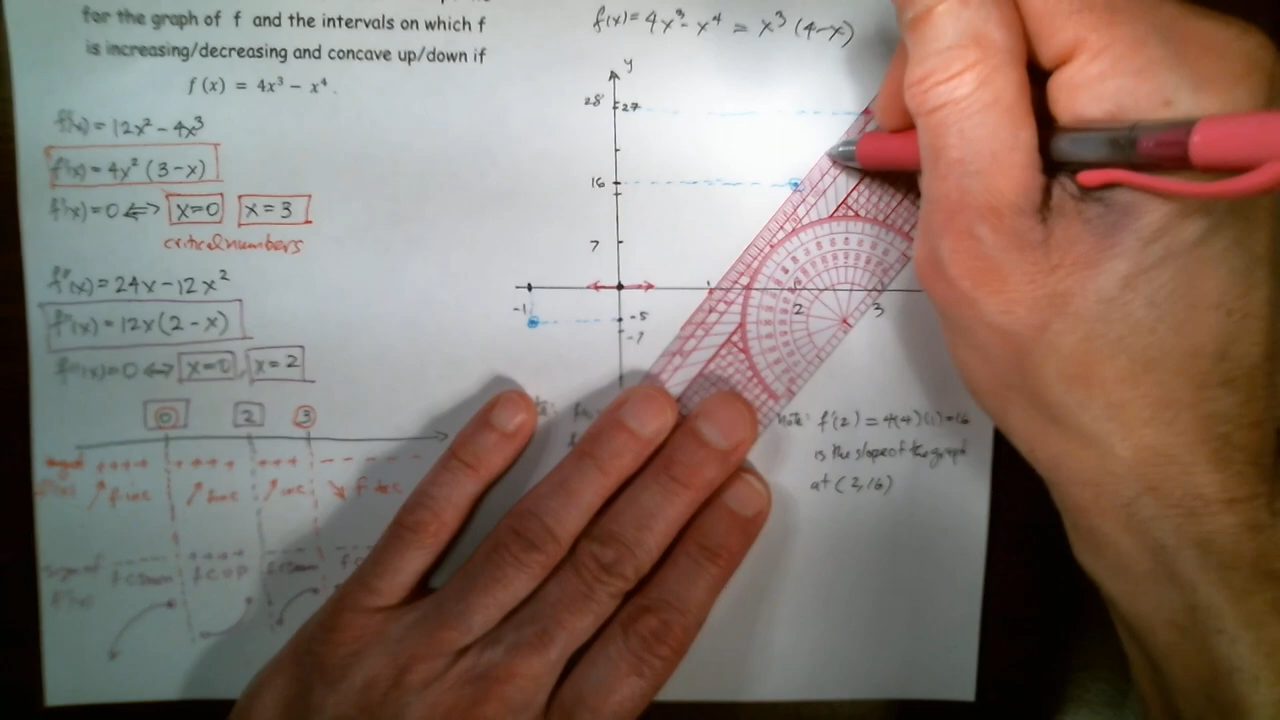 for the graph of f and the intervals on which f
is increasing/decreasing and concave up/down if
f(x) = 4x³ − x⁴.
f'(x) = 12x² − 4x³
f'(x) = 4x² (3−x)
f'(x)=0 ⟺ x=0 x=3
critical numbers
f''(x) = 24x − 12x²
f''(x) = 12x(2−x)
f''(x)=0 ⟺ x=0, x=2
0 2 3
++++ ++++ +++ − − − −
f'(x) ↗ f inc ↗ f inc ↗ inc ↘ f dec
− − − − ++++ − − − −
sign of
f''(x)
f(x) = 4x³ − x⁴ = x³ (4−x)
y
28 27
16
7
-1 2 3
-5
-7
Note: f'(2) = 4(4)(1)=16
is the slope of the graph
at (2,16)